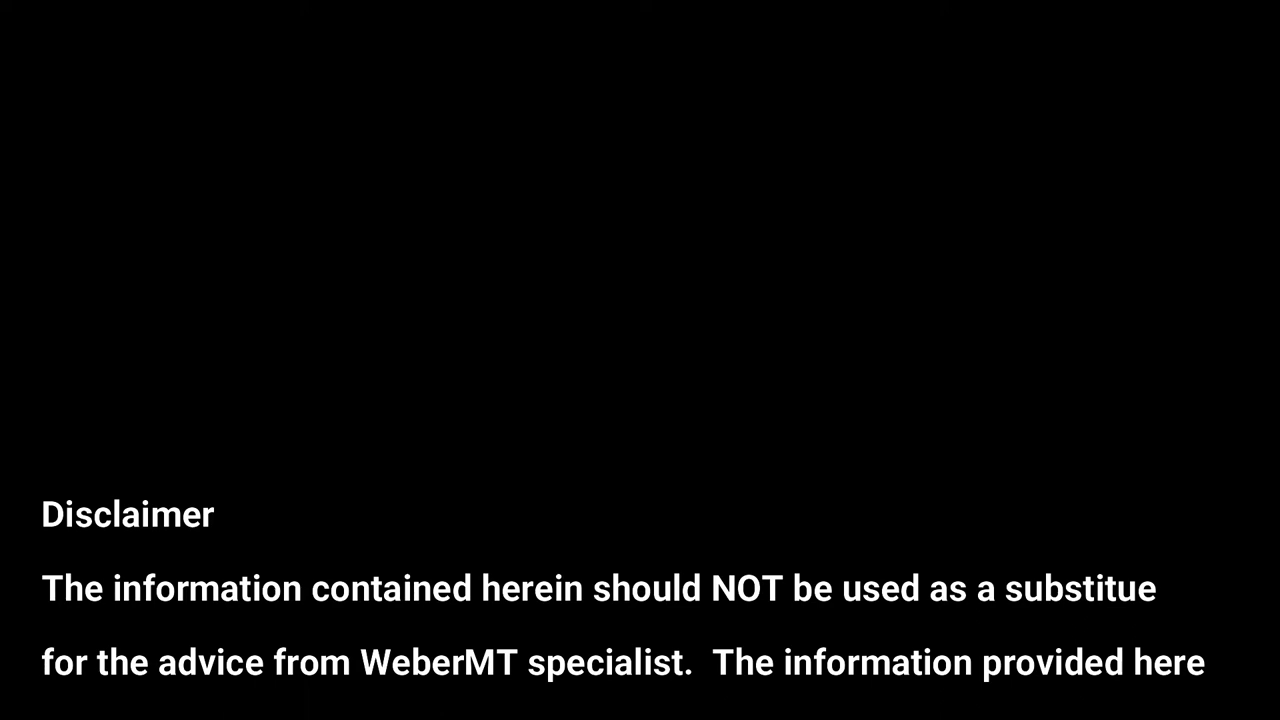 Disclaimer
The information contained herein should NOT be used as a substitue
for the advice from WeberMT specialist.  The information provided here